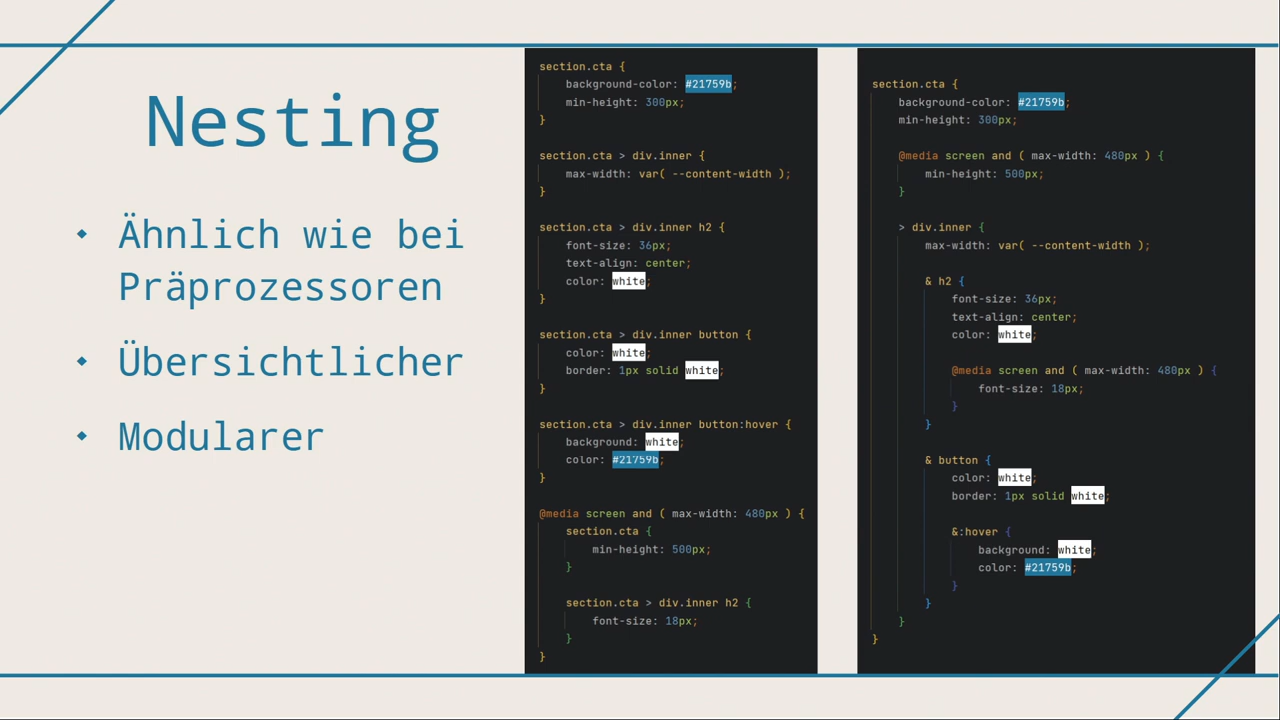 Nesting
Ähnlich wie bei
Präprozessoren
Übersichtlicher
Modularer
section.cta {
background-color: #21759b;
min-height: 300px;
}
section.cta > div.inner {
max-width: var( --content-width );
}
section.cta > div.inner h2 {
font-size: 36px;
text-align: center;
color: white;
}
section.cta > div.inner button {
color: white;
border: 1px solid white;
}
section.cta > div.inner button:hover {
background: white;
color: #21759b;
}
@media screen and ( max-width: 480px ) {
section.cta {
min-height: 500px;
}
section.cta > div.inner h2 {
font-size: 18px;
}
}
section.cta {
background-color: #21759b;
min-height: 300px;
@media screen and ( max-width: 480px ) {
min-height: 500px;
}
> div.inner {
max-width: var( --content-width );
& h2 {
font-size: 36px;
text-align: center;
color: white;
@media screen and ( max-width: 480px ) {
font-size: 18px;
}
}
& button {
color: white;
border: 1px solid white;
&:hover {
background: white;
color: #21759b;
}
}
}
}